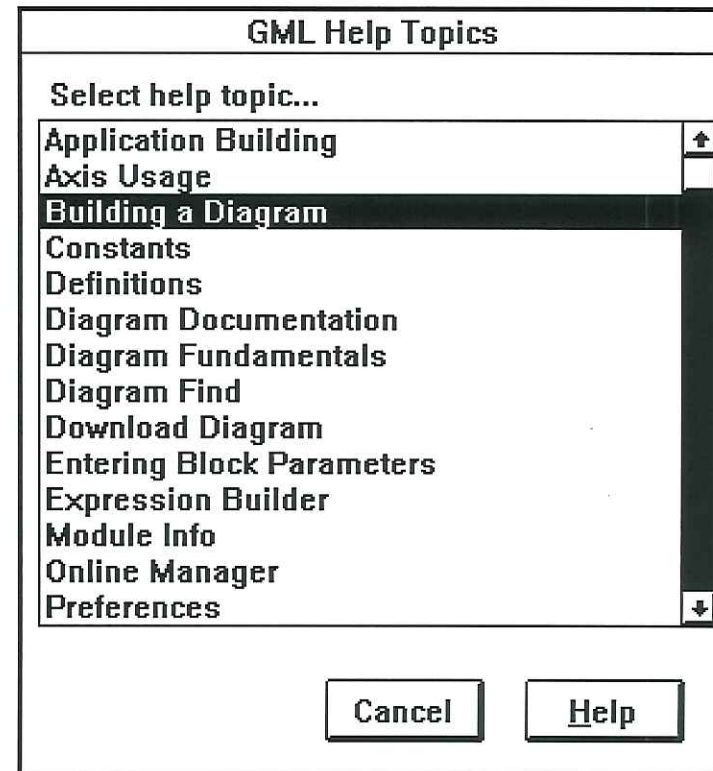 GML Help Topics
Select help topic...
Application Building
Axis Usage
Building a Diagram
Constants
Definitions
Diagram Documentation
Diagram Fundamentals
Diagram Find
Download Diagram
Entering Block Parameters
Expression Builder
Module Info
Online Manager
Preferences
Cancel
Help